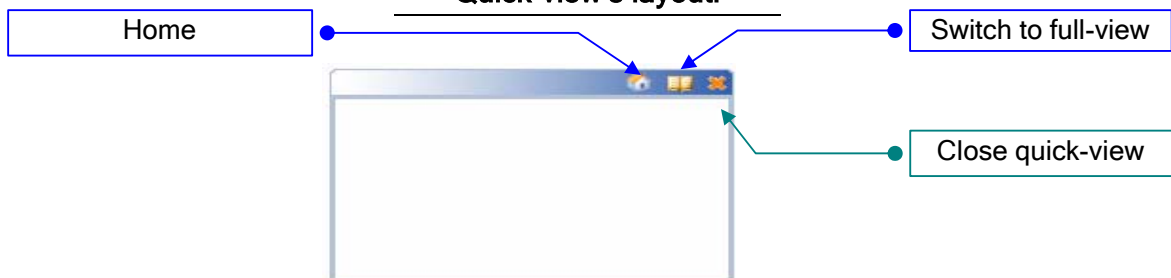 Quick-view's layout:
Home
Switch to full-view
Close quick-view